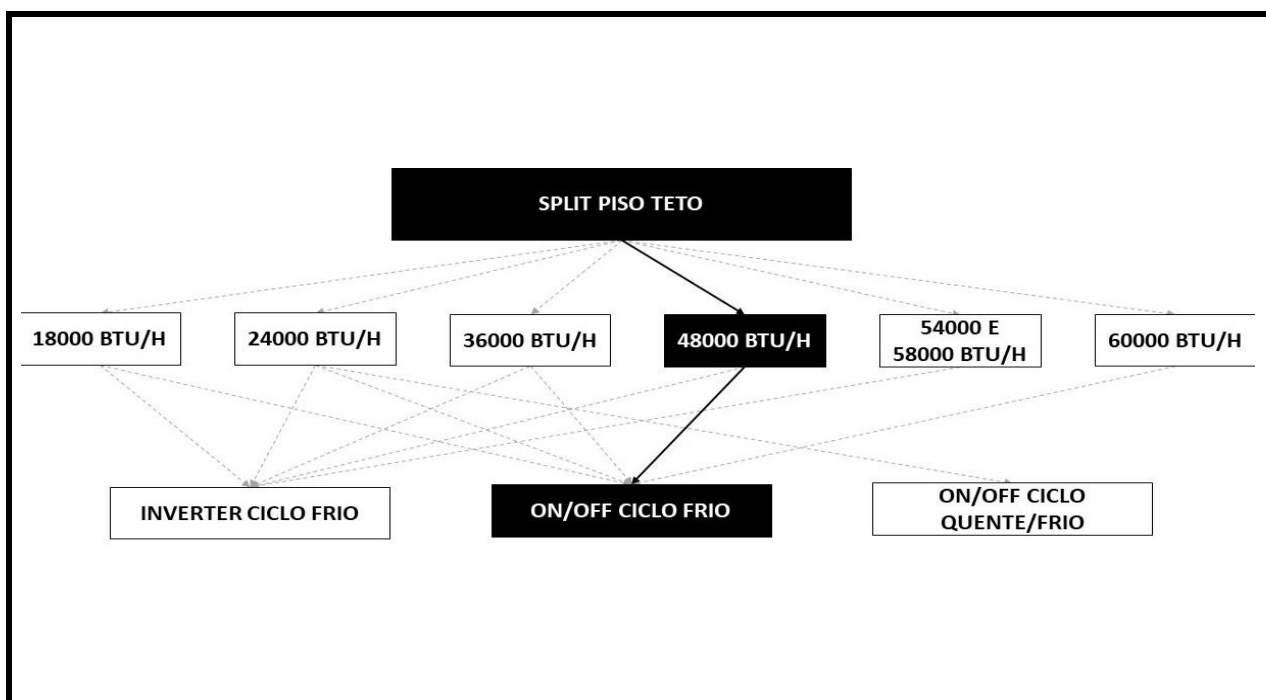 SPLIT PISO TETO
18000 BTU/H
24000 BTU/H
36000 BTU/H
48000 BTU/H
54000 E
58000 BTU/H
60000 BTU/H
INVERTER CICLO FRIO
ON/OFF CICLO FRIO
ON/OFF CICLO
QUENTE/FRIO